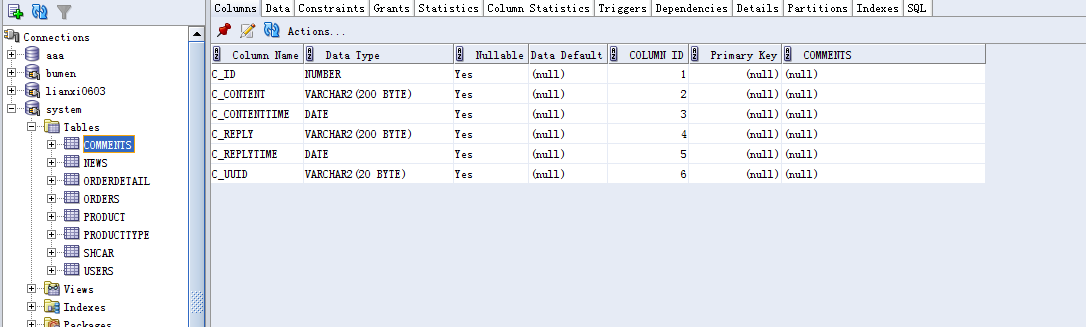 Columns Data Constraints Grants Statistics Column Statistics Triggers Dependencies Details Partitions Indexes SQL
Actions...
Connections
aaa
bumen
lianxi0603
system
Tables
COMMENTS
NEWS
ORDERDETAIL
ORDERS
PRODUCT
PRODUCTTYPE
SHCAR
USERS
Views
Indexes
Packages
Column Name Data Type Nullable Data Default COLUMN ID Primary Key COMMENTS
C_ID NUMBER Yes (null) 1 (null) (null)
C_CONTENT VARCHAR2(200 BYTE) Yes (null) 2 (null) (null)
C_CONTENTTIME DATE Yes (null) 3 (null) (null)
C_REPLY VARCHAR2(200 BYTE) Yes (null) 4 (null) (null)
C_REPLYTIME DATE Yes (null) 5 (null) (null)
C_UUID VARCHAR2(20 BYTE) Yes (null) 6 (null) (null)